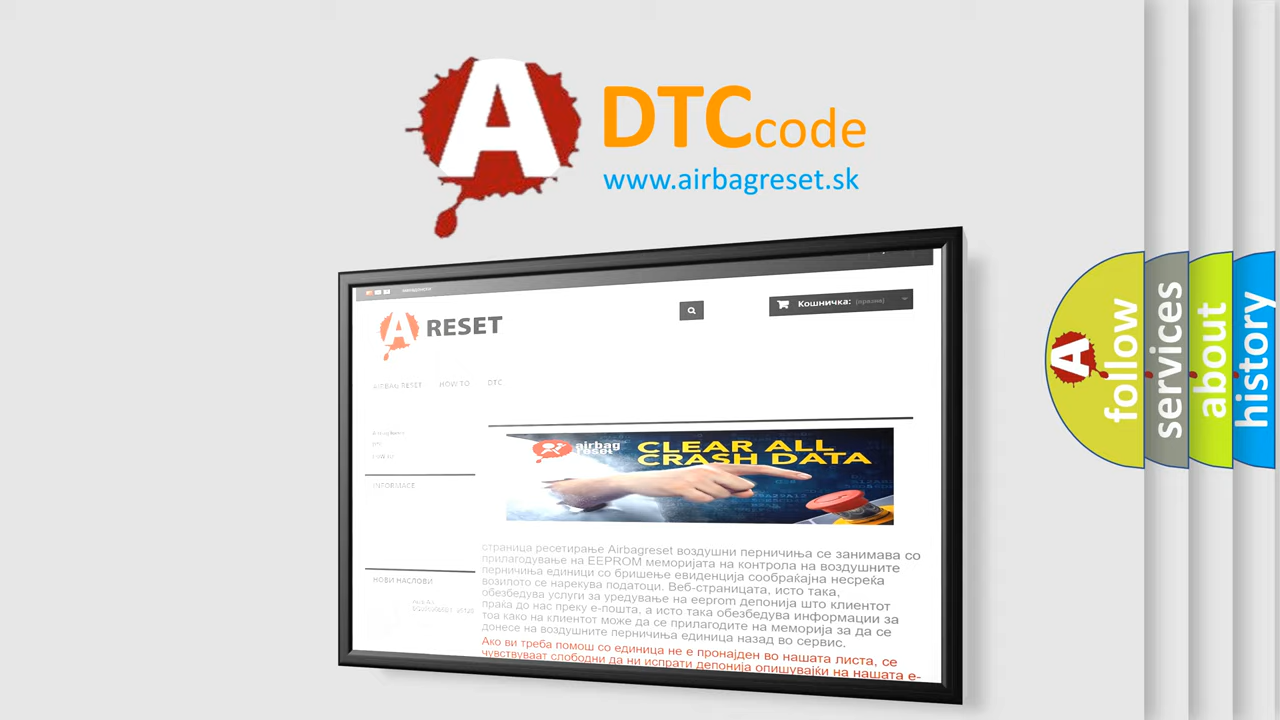 A DTC code
www.airbagreset.sk
A RESET
Кошничка: (празна)
AIRBAG RESET HOW TO DTC
airbag reset
CLEAR ALL
CRASH DATA
INFORMACE
НОВИ НАСЛОВИ
страница ресетирање Airbagreset воздушни перничиња се занимава со
прилагодување на EEPROM меморијата на контрола на воздушните
перничиња единици со бришење евиденција сообраќајна несреќа
возилото се нарекува податоци. Веб-страницата, исто така,
обезбедува услуги за уредување на eeprom депонија што клиентот
праќа до нас преку е-пошта, а исто така обезбедува информации за
тоа како на клиентот може да се прилагодите на меморија за да се
донесе на воздушните перничиња единица назад во сервис.
Ако ви треба помош со единица не е пронајден во нашата листа, се
чувствуваат слободни да ни испрати депонија опишувајќи на нашата е-
A follow
services
about
history